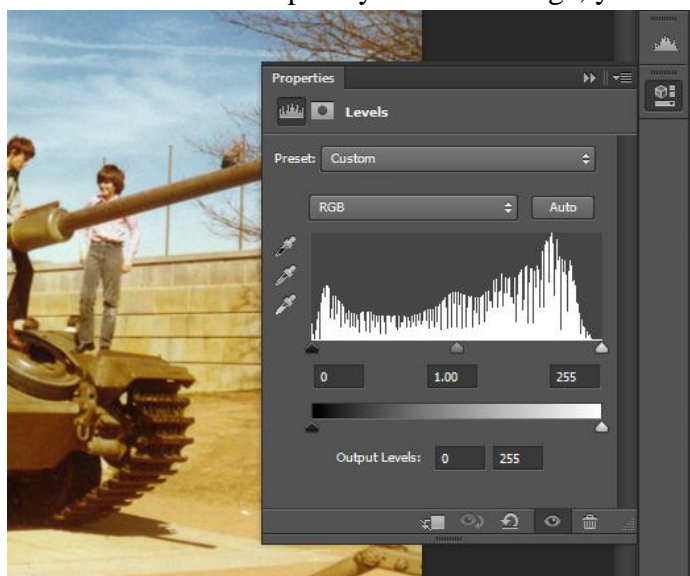 Properties
Levels
Preset: Custom
RGB
Auto
0 1.00 255
Output Levels: 0 255